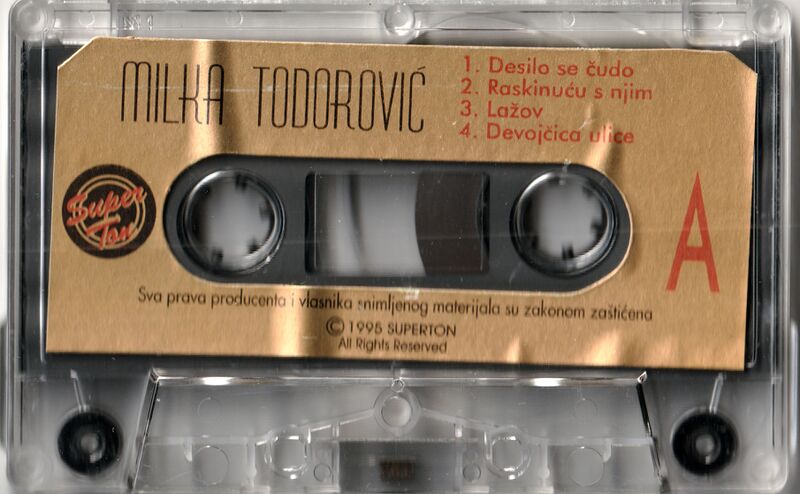 MILKA TODOROVIĆ
1. Desilo se čudo
2. Raskinuću s njim
3. Lažov
4. Devojčica ulice
Super
Ton
A
Sva prava producenta i vlasnika snimljenog materijala su zakonom zaštićena
© 1995 SUPERTON
All Rights Reserved